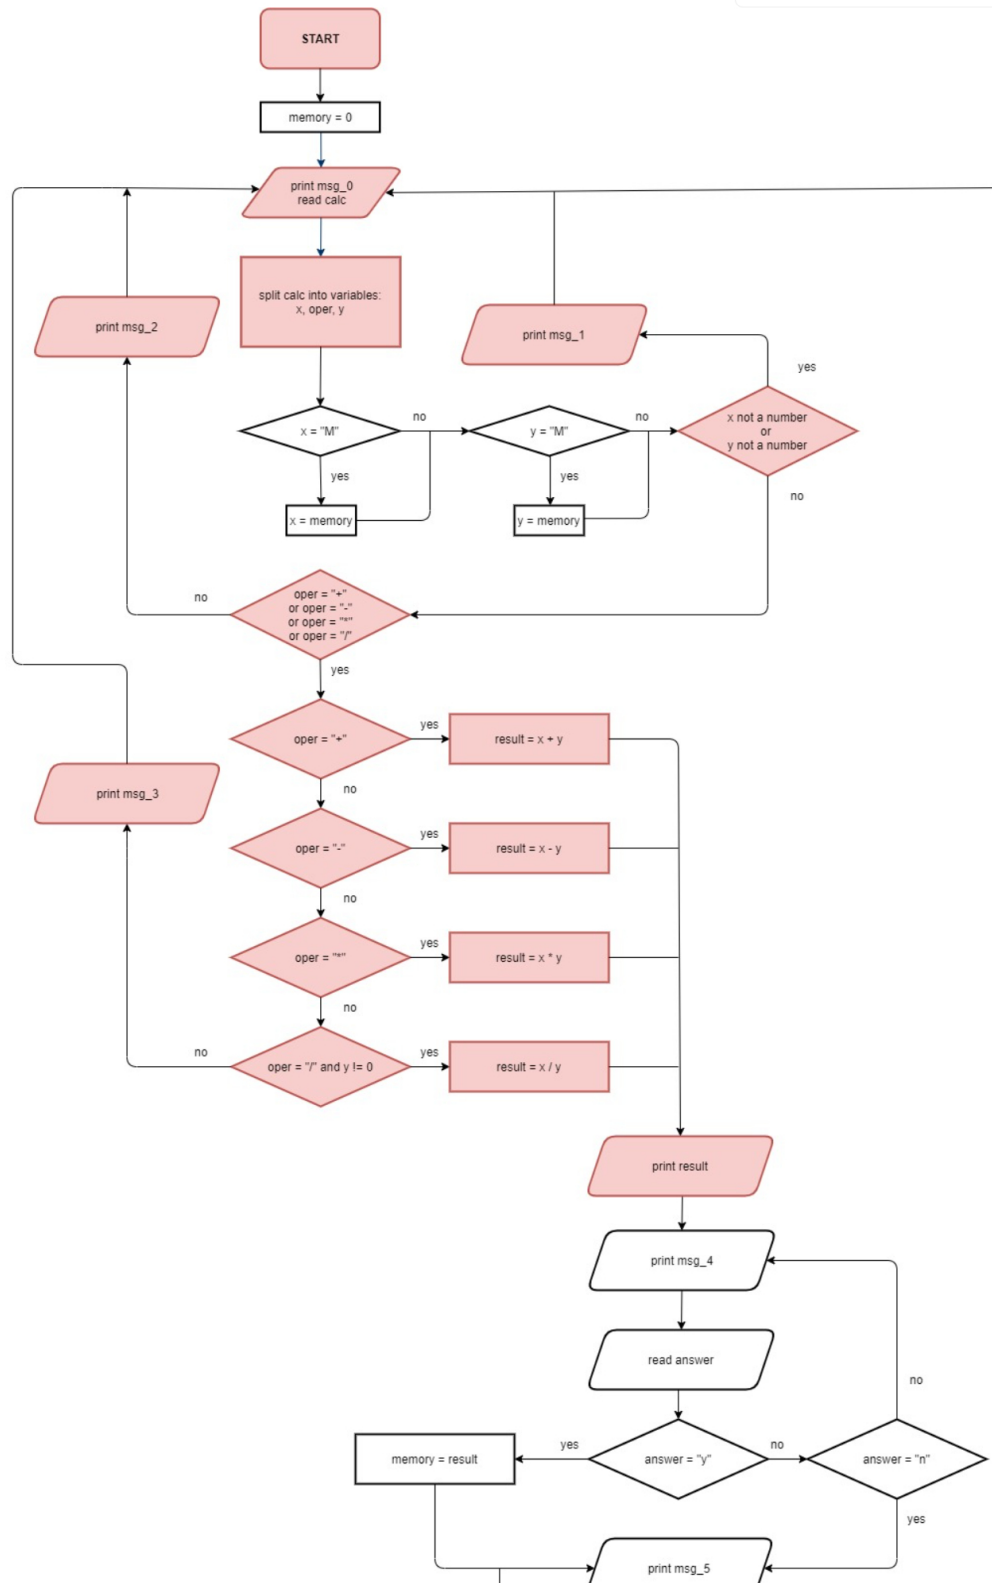 START
memory = 0
print msg_0
read calc
split calc into variables:
x, oper, y
print msg_2
print msg_1
yes
x = "M"
no
y = "M"
no
x not a number
or
y not a number
yes
yes
no
x = memory
y = memory
oper = "+"
or oper = "-"
or oper = "*"
or oper = "/"
no
yes
oper = "+"
yes
result = x + y
no
print msg_3
oper = "-"
yes
result = x - y
no
oper = "*"
yes
result = x * y
no
no
oper = "/" and y != 0
yes
result = x / y
print result
print msg_4
read answer
no
memory = result
yes
answer = "y"
no
answer = "n"
yes
print msg_5